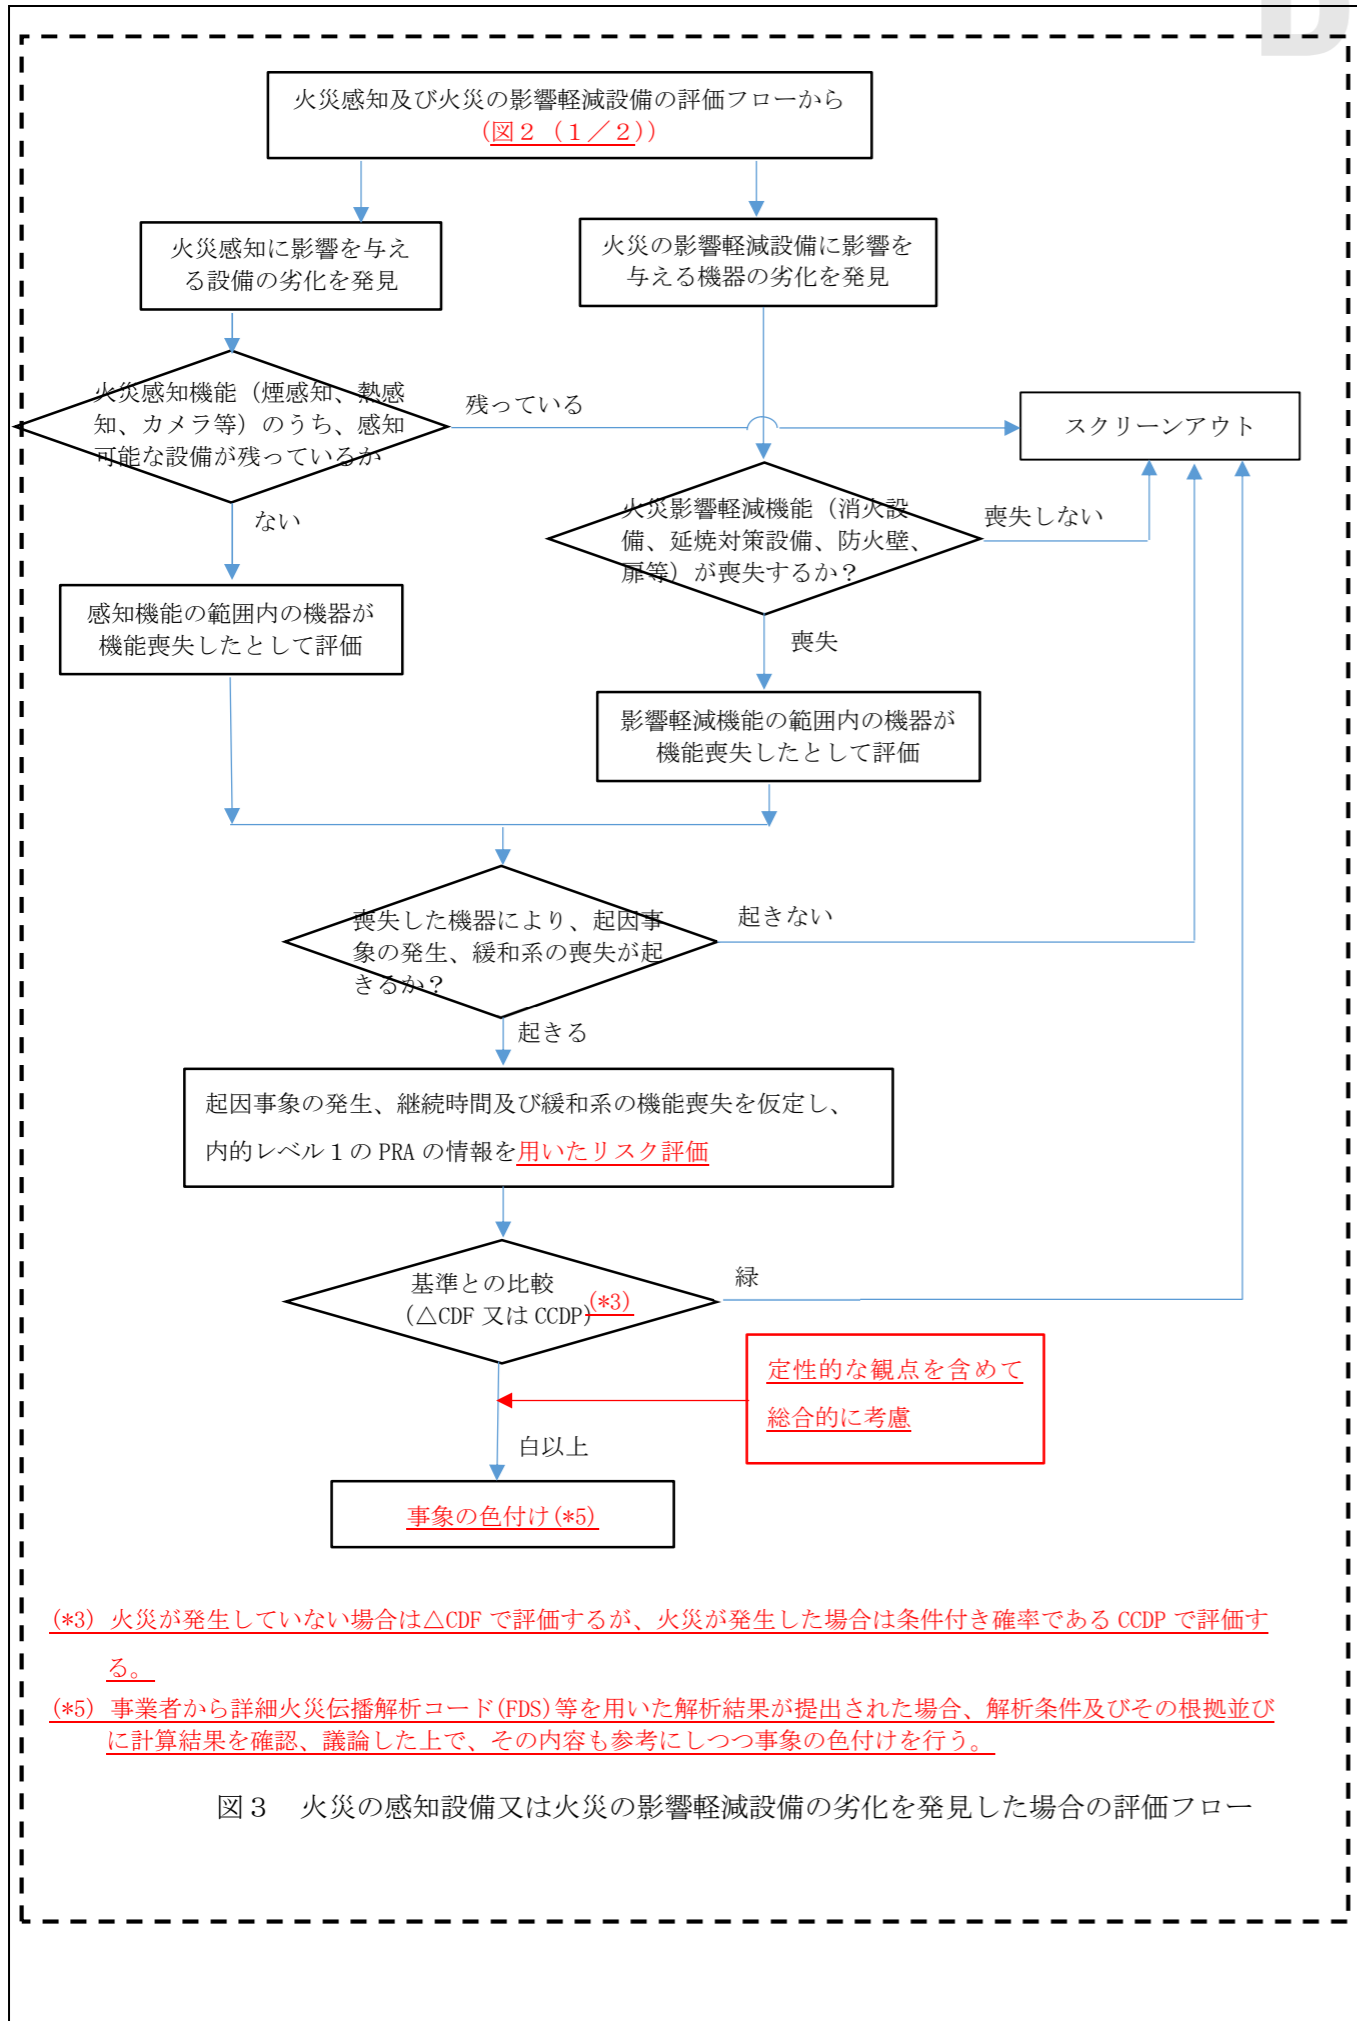 D
火災感知及び火災の影響軽減設備の評価フローから
(図２（１／２))
火災感知に影響を与え
る設備の劣化を発見
火災の影響軽減設備に影響を
与える機器の劣化を発見
火災感知機能（煙感知、熱感
知、カメラ等）のうち、感知
可能な設備が残っているか
残っている
スクリーンアウト
ない
火災影響軽減機能（消火設
備、延焼対策設備、防火壁、
扉等）が喪失するか？
喪失しない
感知機能の範囲内の機器が
機能喪失したとして評価
喪失
影響軽減機能の範囲内の機器が
機能喪失したとして評価
喪失した機器により、起因事
象の発生、緩和系の喪失が起
きるか？
起きない
起きる
起因事象の発生、継続時間及び緩和系の機能喪失を仮定し、
内的レベル１の PRA の情報を用いたリスク評価
基準との比較
（△CDF 又は CCDP）(*3)
緑
定性的な観点を含めて
総合的に考慮
白以上
事象の色付け(*5)
(*3) 火災が発生していない場合は△CDF で評価するが、火災が発生した場合は条件付き確率である CCDP で評価す
る。
(*5) 事業者から詳細火災伝播解析コード(FDS)等を用いた解析結果が提出された場合、解析条件及びその根拠並び
に計算結果を確認、議論した上で、その内容も参考にしつつ事象の色付けを行う。
図３　火災の感知設備又は火災の影響軽減設備の劣化を発見した場合の評価フロー